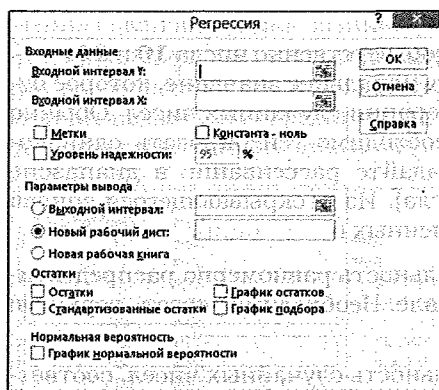 Регрессия
?
Входные данные
Входной интервал Y:
Входной интервал X:
Метки
Константа - ноль
Уровень надежности:
95 %
ОК
Отмена
Справка
Параметры вывода
Выходной интервал:
Новый рабочий лист:
Новая рабочая книга
Остатки
Остатки
График остатков
Стандартизованные остатки
График подбора
Нормальная вероятность
График нормальной вероятности